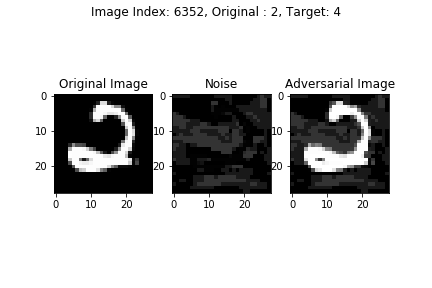 Image Index: 6352, Original : 2, Target: 4
Original Image Noise Adversarial Image
0 0 0
10 10 10
20 20 20
0 10 20 0 10 20 0 10 20